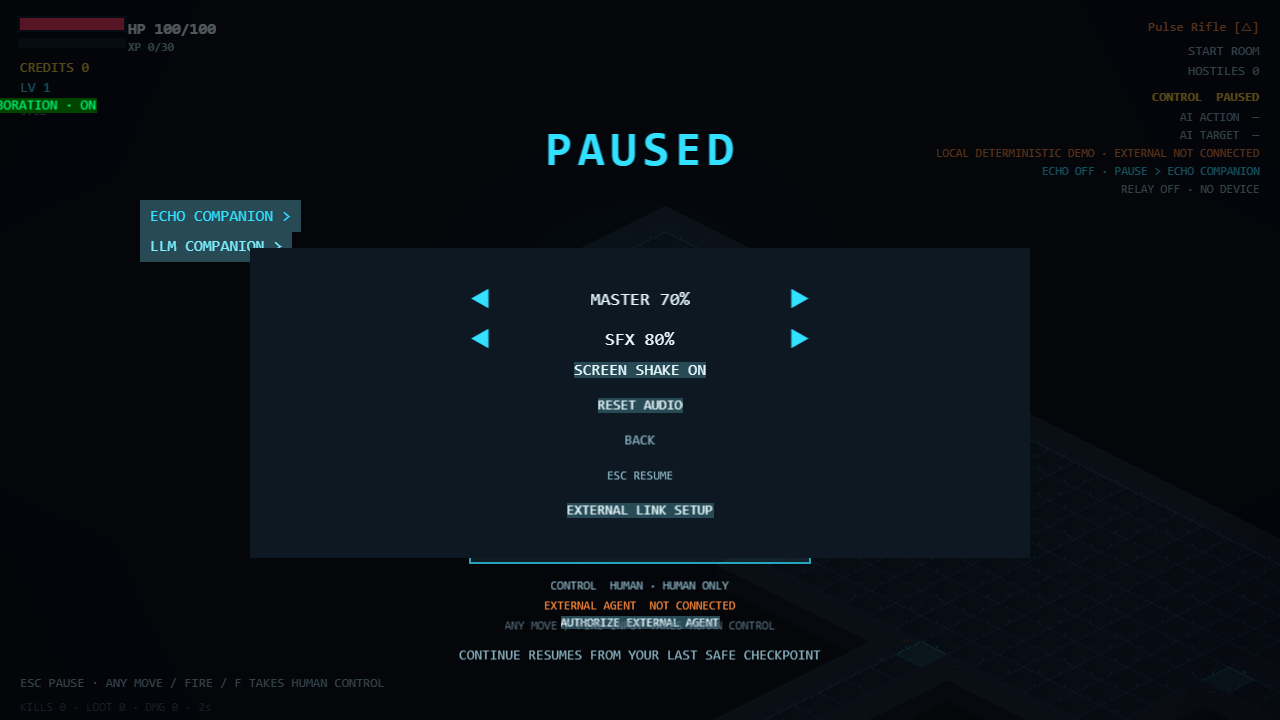 HP 100/100
XP 0/30
CREDITS 0
LV 1
BORATION · ON
Pulse Rifle [△]
START ROOM
HOSTILES 0
CONTROL PAUSED
AI ACTION —
AI TARGET —
LOCAL DETERMINISTIC DEMO · EXTERNAL NOT CONNECTED
ECHO OFF · PAUSE > ECHO COMPANION
RELAY OFF · NO DEVICE
PAUSED
ECHO COMPANION >
LLM COMPANION >
MASTER 70%
SFX 80%
SCREEN SHAKE ON
RESET AUDIO
BACK
ESC RESUME
EXTERNAL LINK SETUP
CONTROL HUMAN · HUMAN ONLY
EXTERNAL AGENT NOT CONNECTED
AUTHORIZE EXTERNAL AGENT
ANY MOVE CONTROL
CONTINUE RESUMES FROM YOUR LAST SAFE CHECKPOINT
ESC PAUSE · ANY MOVE / FIRE / F TAKES HUMAN CONTROL
KILLS 0 · LOOT 0 · DMG 0 · 2s